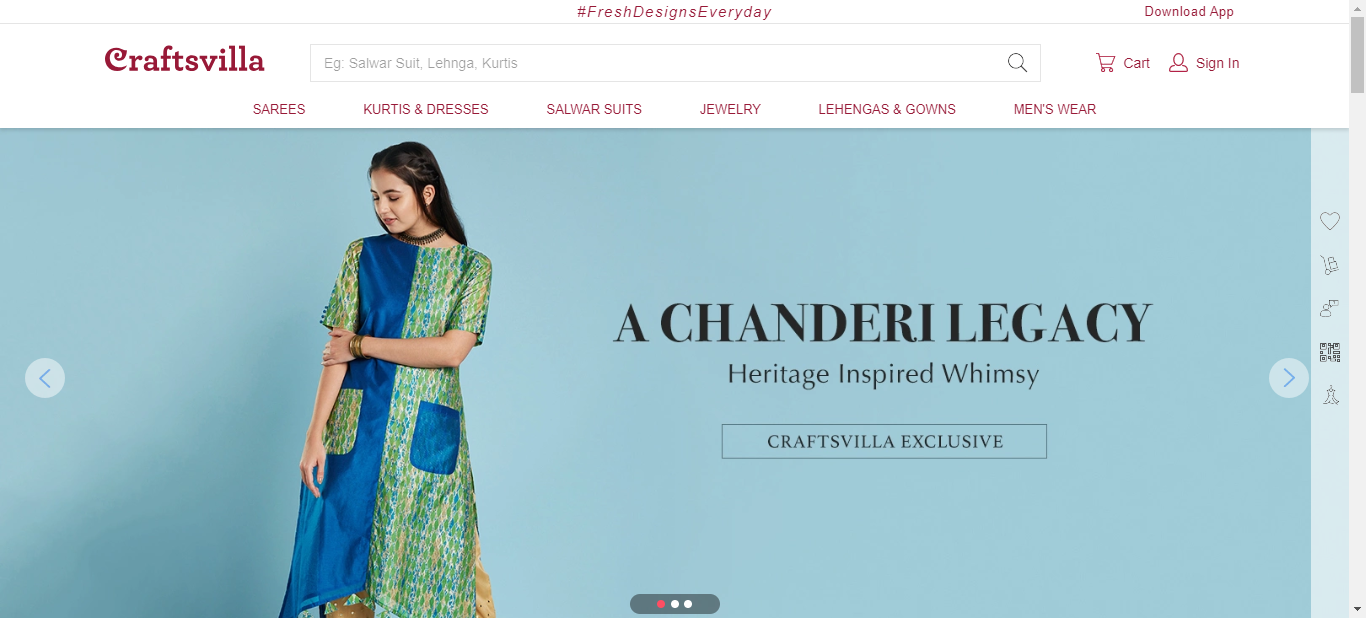 #FreshDesignsEveryday
Download App
Craftsvilla
Eg: Salwar Suit, Lehnga, Kurtis
Cart
Sign In
SAREES
KURTIS & DRESSES
SALWAR SUITS
JEWELRY
LEHENGAS & GOWNS
MEN'S WEAR
A CHANDERI LEGACY
Heritage Inspired Whimsy
CRAFTSVILLA EXCLUSIVE